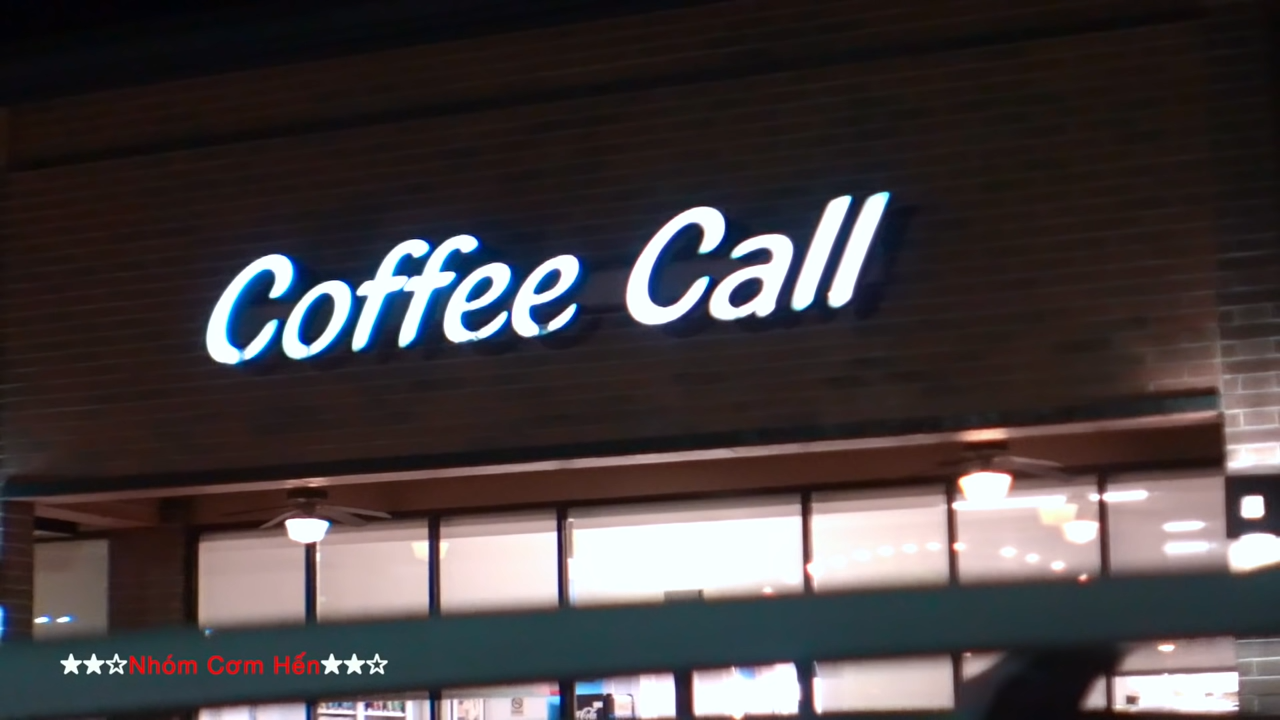 Coffee Call
★★☆Nhóm Cơm Hến★★☆